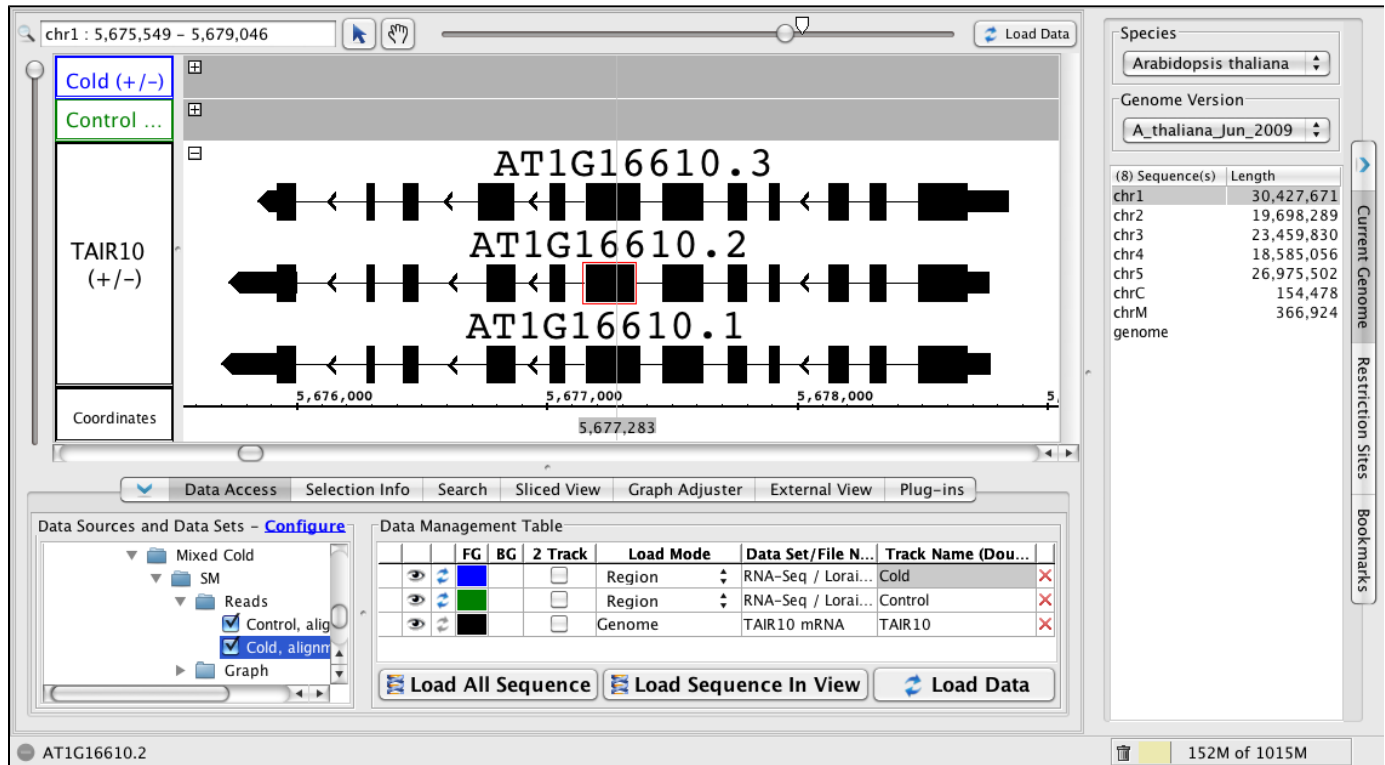 chr1 : 5,675,549 – 5,679,046
Load Data
Cold (+/-)
Control ...
TAIR10
(+/-)
Coordinates
AT1G16610.3
AT1G16610.2
AT1G16610.1
5,676,000 5,677,000 5,678,000 5,
5,677,283
Data Access Selection Info Search Sliced View Graph Adjuster External View Plug-ins
Data Sources and Data Sets – Configure
Mixed Cold
SM
Reads
Control, alig
Cold, alignm
Graph
Data Management Table
FG BG 2 Track Load Mode Data Set/File N... Track Name (Dou...
Region RNA-Seq / Lorai... Cold
Region RNA-Seq / Lorai... Control
Genome TAIR10 mRNA TAIR10
Load All Sequence Load Sequence In View Load Data
Species
Arabidopsis thaliana
Genome Version
A_thaliana_Jun_2009
(8) Sequence(s) Length
chr1 30,427,671
chr2 19,698,289
chr3 23,459,830
chr4 18,585,056
chr5 26,975,502
chrC 154,478
chrM 366,924
genome
Current Genome
Restriction Sites
Bookmarks
AT1G16610.2
152M of 1015M